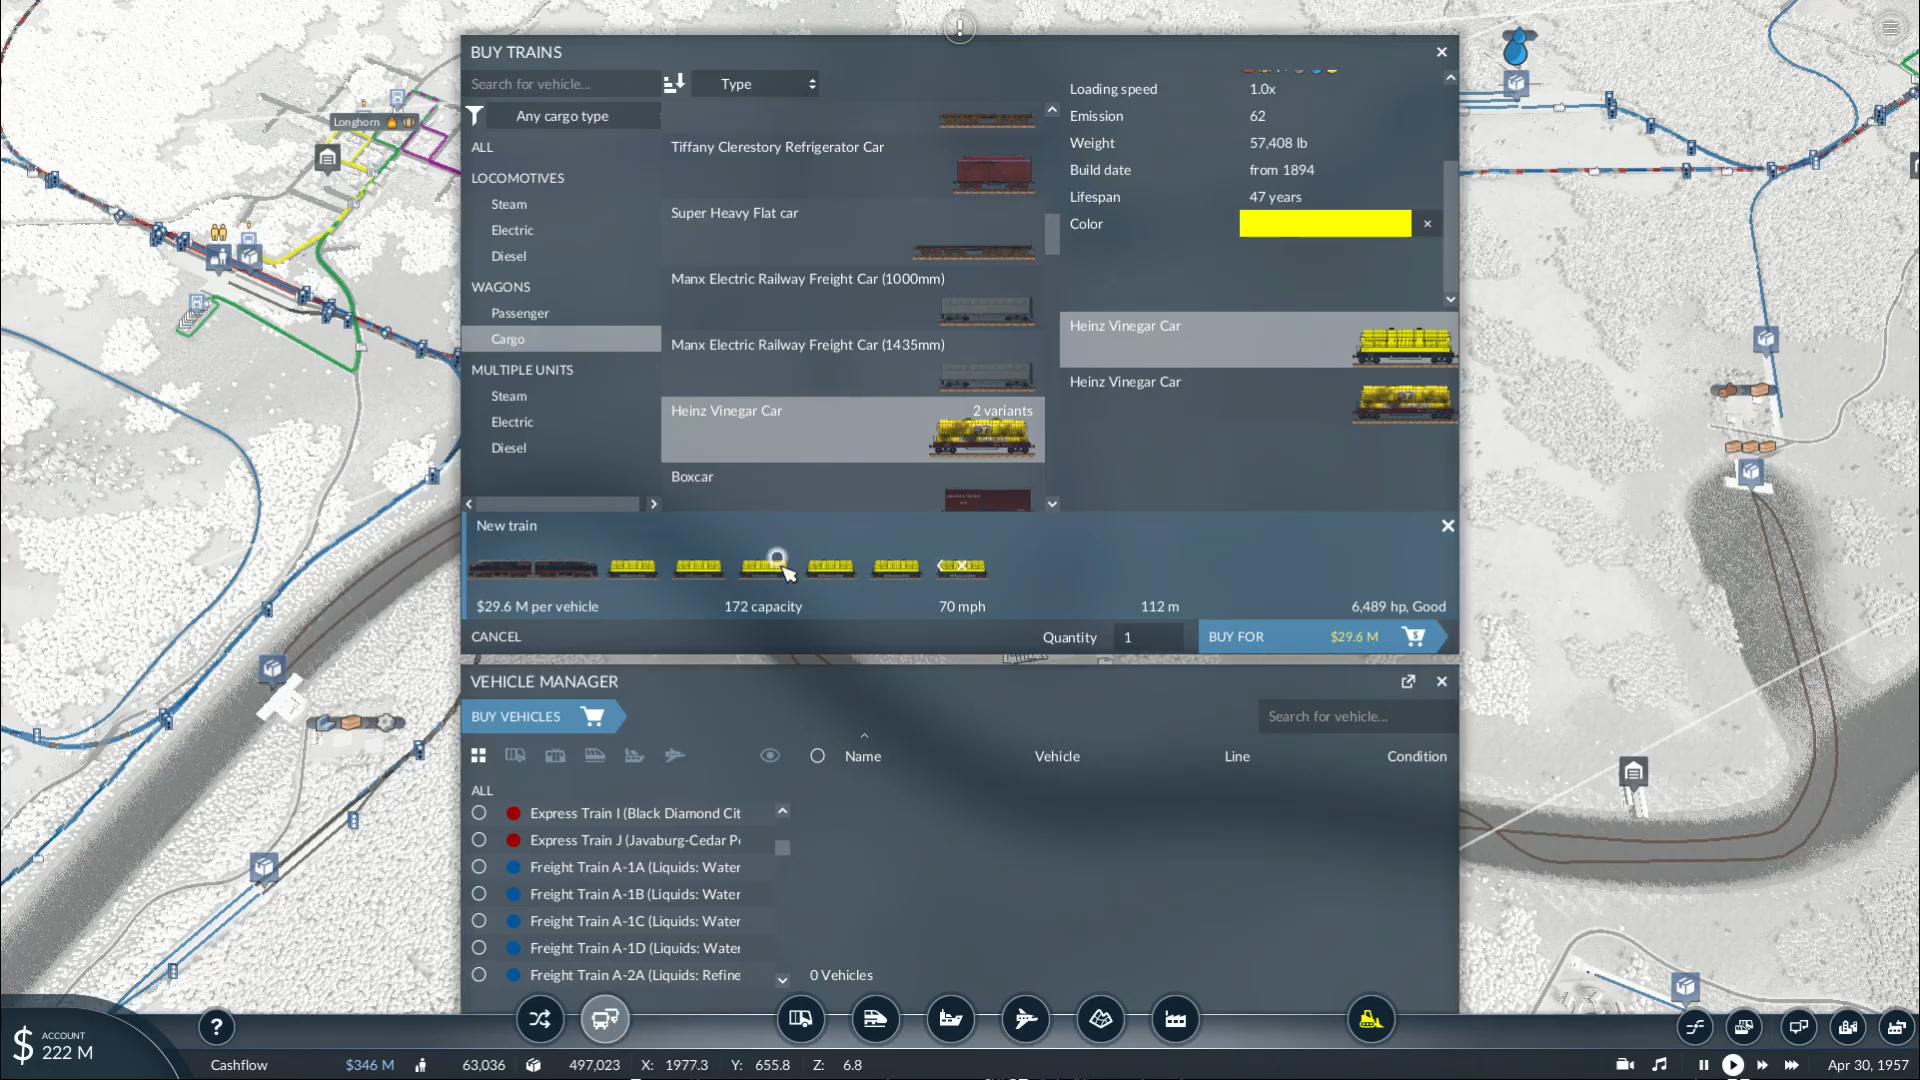 BUY TRAINS
Search for vehicle...
Type
Any cargo type
ALL
LOCOMOTIVES
Steam
Electric
Diesel
WAGONS
Passenger
Cargo
MULTIPLE UNITS
Steam
Electric
Diesel
Tiffany Clerestory Refrigerator Car
Super Heavy Flat car
Manx Electric Railway Freight Car (1000mm)
Manx Electric Railway Freight Car (1435mm)
Heinz Vinegar Car 2 variants
Boxcar
Loading speed 1.0x
Emission 62
Weight 57,408 lb
Build date from 1894
Lifespan 47 years
Color
Heinz Vinegar Car
Heinz Vinegar Car
New train
$29.6 M per vehicle 172 capacity 70 mph 112 m 6,489 hp, Good
CANCEL Quantity 1 BUY FOR $29.6 M
VEHICLE MANAGER
BUY VEHICLES
Search for vehicle...
Name Vehicle Line Condition
ALL
Express Train I (Black Diamond Cit
Express Train J (Javaburg-Cedar P
Freight Train A-1A (Liquids: Water
Freight Train A-1B (Liquids: Water
Freight Train A-1C (Liquids: Water
Freight Train A-1D (Liquids: Water
Freight Train A-2A (Liquids: Refine
0 Vehicles
Longhorn
?
$ ACCOUNT
222 M
Cashflow $346 M 63,036 497,023 X: 1977.3 Y: 655.8 Z: 6.8
Apr 30, 1957